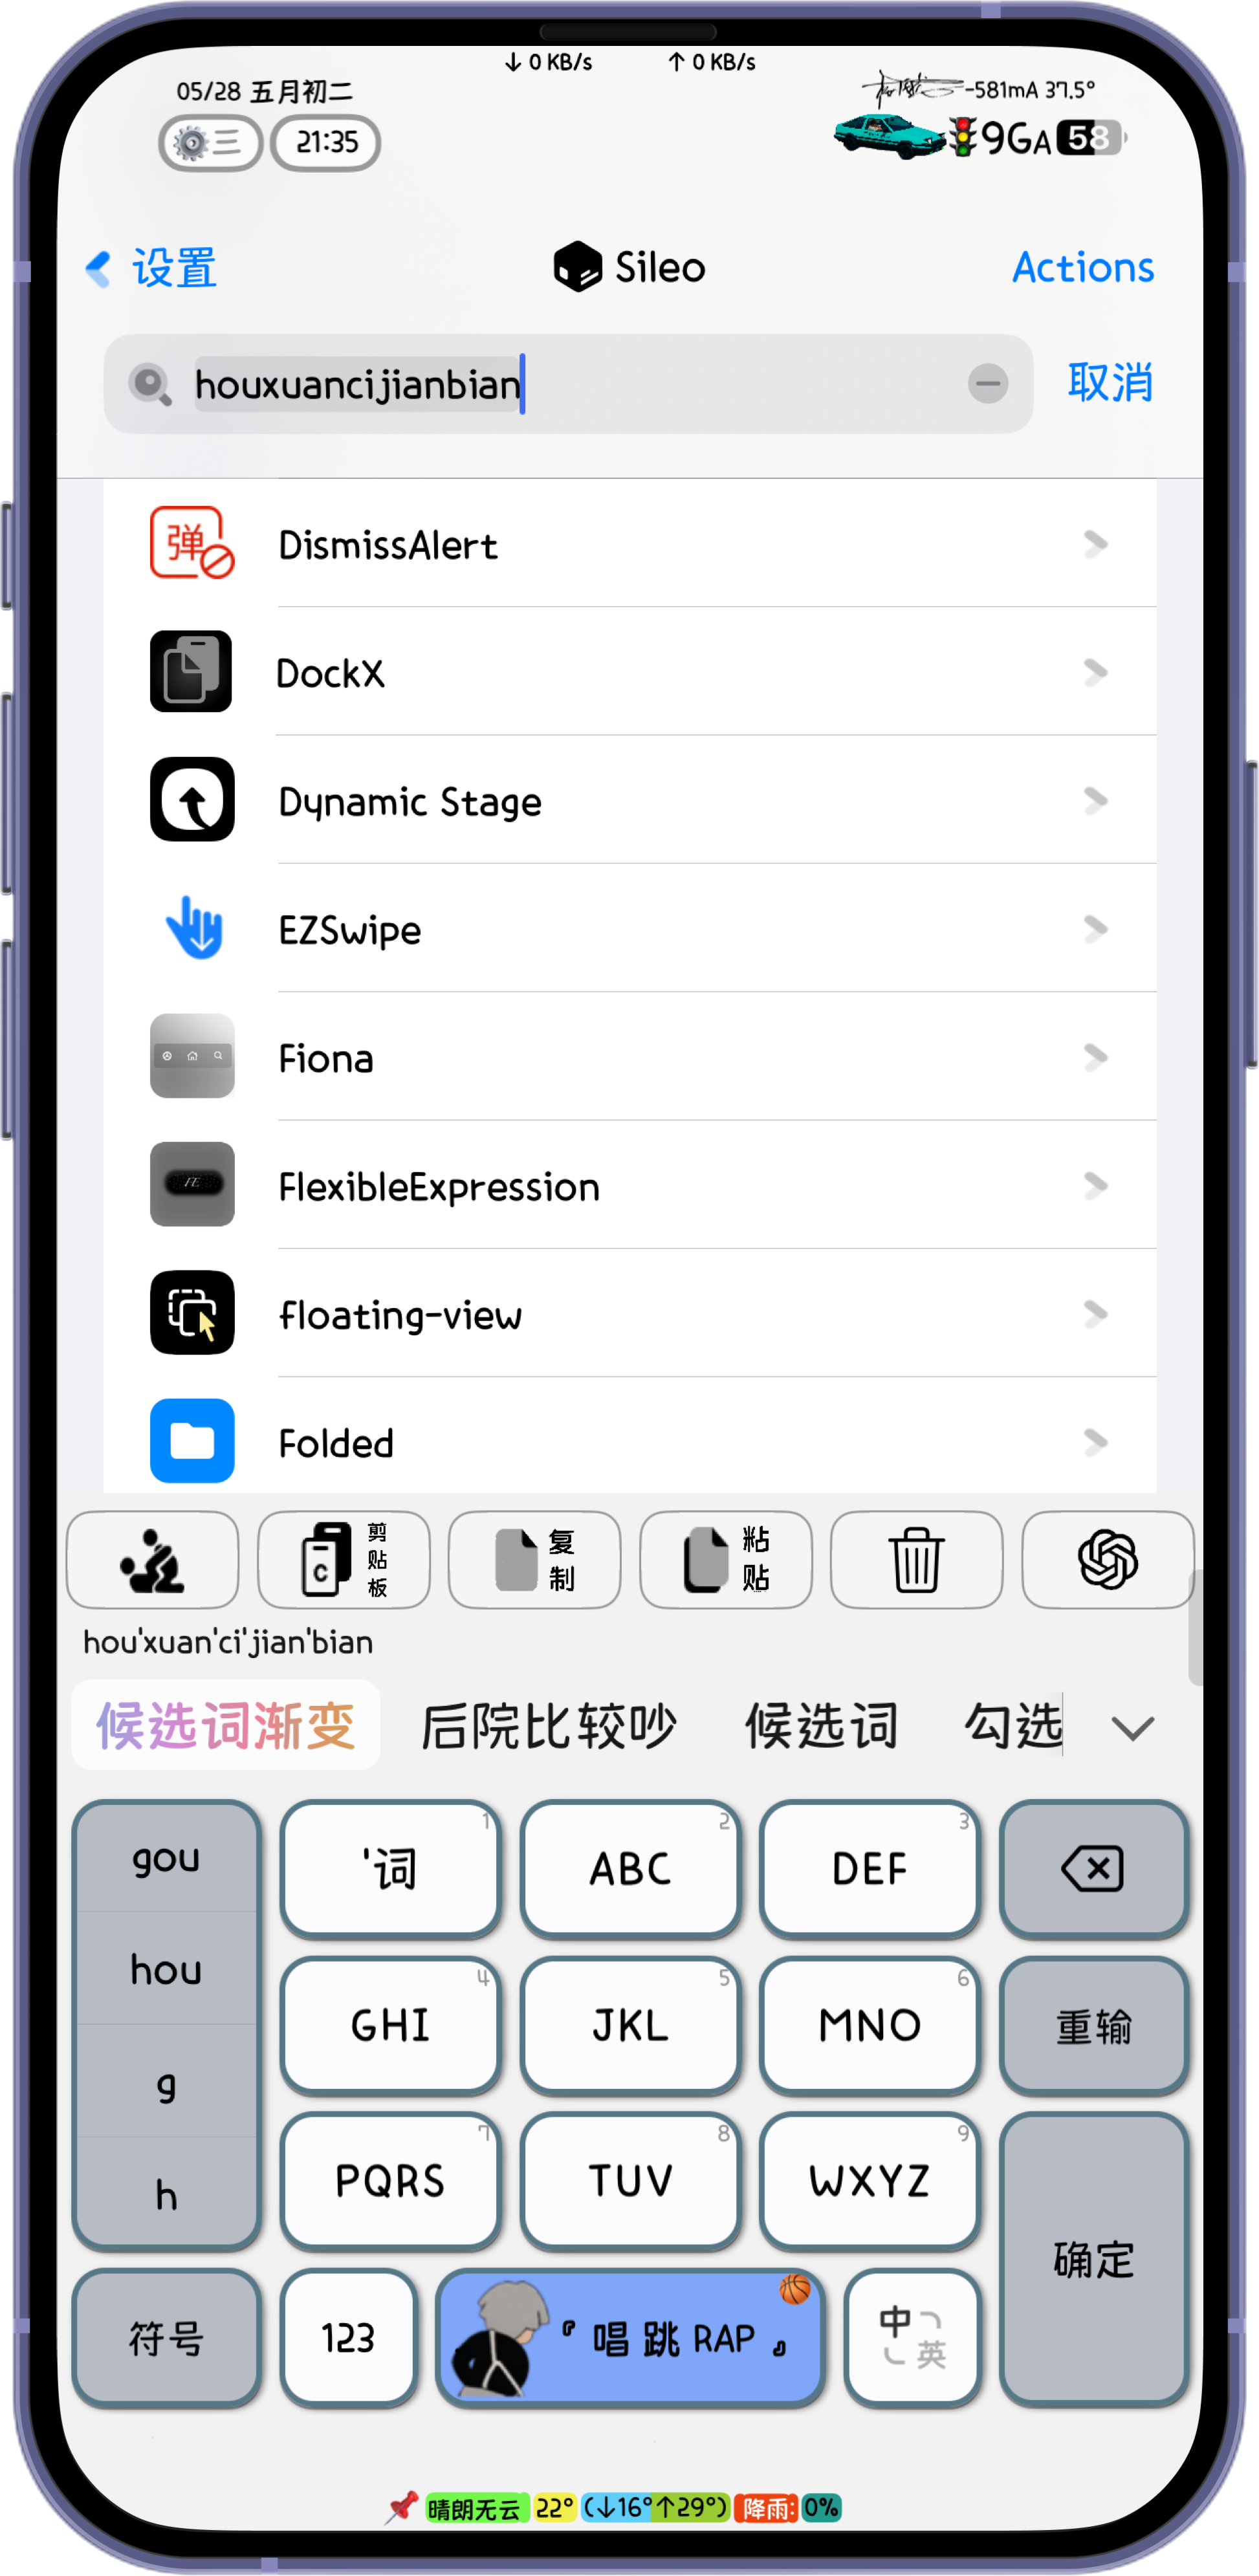 ↓ 0 KB/s ↑ 0 KB/s
05/28 五月初二
-581mA 37.5°
21:35
9GA 58
设置
Sileo
Actions
houxuancijianbian
取消
弹
DismissAlert
DockX
Dynamic Stage
EZSwipe
Fiona
FE
FlexibleExpression
floating-view
Folded
C 剪贴板
复制
粘贴
hou'xuan'ci'jian'bian
候选词渐变 后院比较吵 候选词 勾选
gou
hou
g
h
1 '词
2 ABC
3 DEF
4 GHI
5 JKL
6 MNO
重输
7 PQRS
8 TUV
9 WXYZ
确定
符号
123
『 唱 跳 RAP 』
中
英
晴朗无云 22° (↓16°↑29°) 降雨: 0%